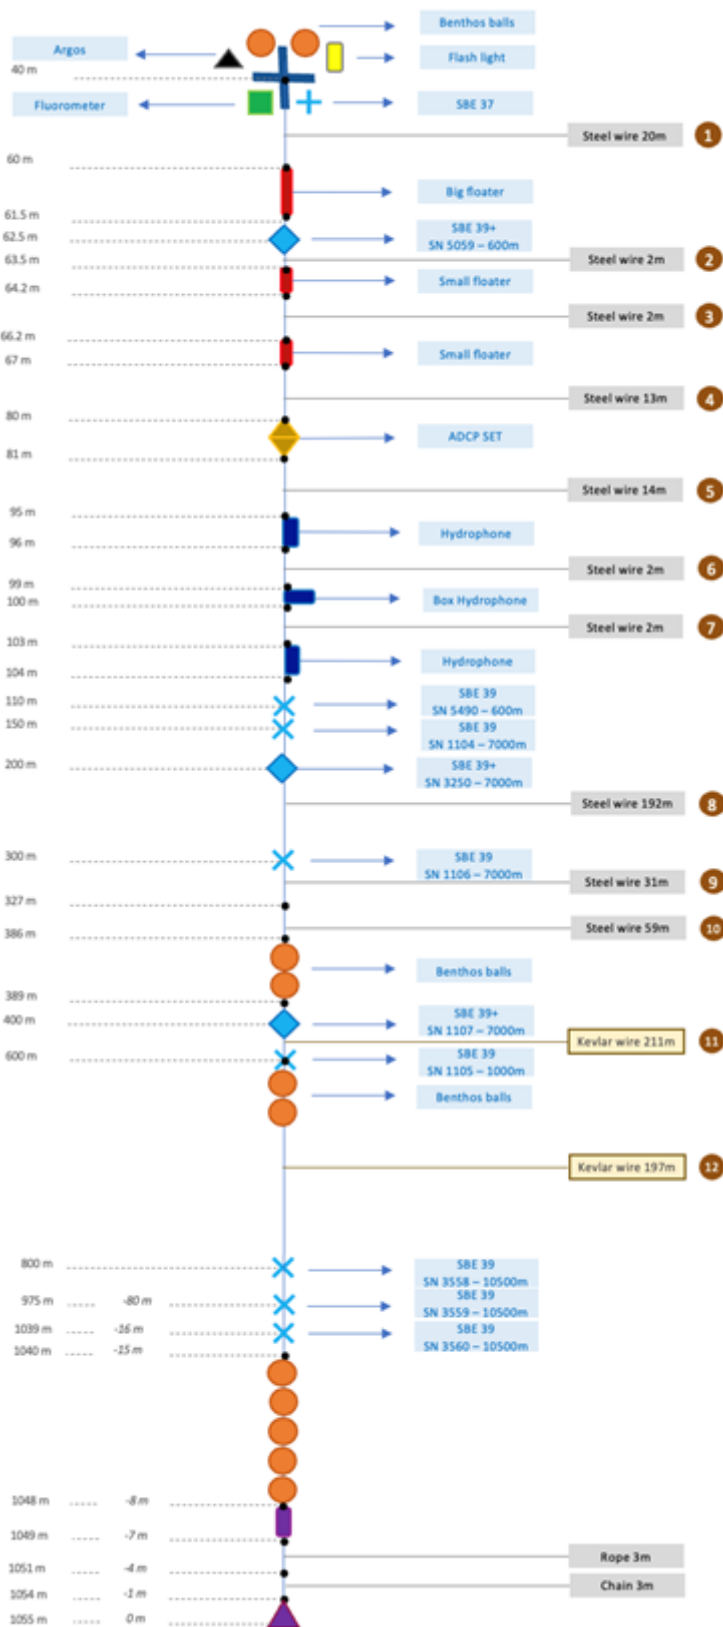 Benthos balls
Argos
Flash light
40 m
Fluorometer
SBE 37
Steel wire 20m
1
60 m
Big floater
61.5 m
SBE 39+
SN 5059 – 600m
62.5 m
63.5 m
Steel wire 2m
2
Small floater
64.2 m
Steel wire 2m
3
66.2 m
Small floater
67 m
Steel wire 13m
4
80 m
ADCP SET
81 m
Steel wire 14m
5
95 m
Hydrophone
96 m
Steel wire 2m
6
99 m
Box Hydrophone
100 m
Steel wire 2m
7
103 m
Hydrophone
104 m
SBE 39
SN 5490 – 600m
110 m
150 m
SBE 39
SN 1104 – 7000m
200 m
SBE 39+
SN 3250 – 7000m
Steel wire 192m
8
300 m
SBE 39
SN 1106 – 7000m
Steel wire 31m
9
327 m
Steel wire 59m
10
386 m
Benthos balls
389 m
400 m
SBE 39+
SN 1107 – 7000m
Kevlar wire 211m
11
600 m
SBE 39
SN 1105 – 1000m
Benthos balls
Kevlar wire 197m
12
800 m
SBE 39
SN 3558 – 10500m
975 m
-80 m
SBE 39
SN 3559 – 10500m
1039 m
-16 m
SBE 39
SN 3560 – 10500m
1040 m
-15 m
1048 m
-8 m
1049 m
-7 m
Rope 3m
1051 m
-4 m
Chain 3m
1054 m
-1 m
1055 m
0 m